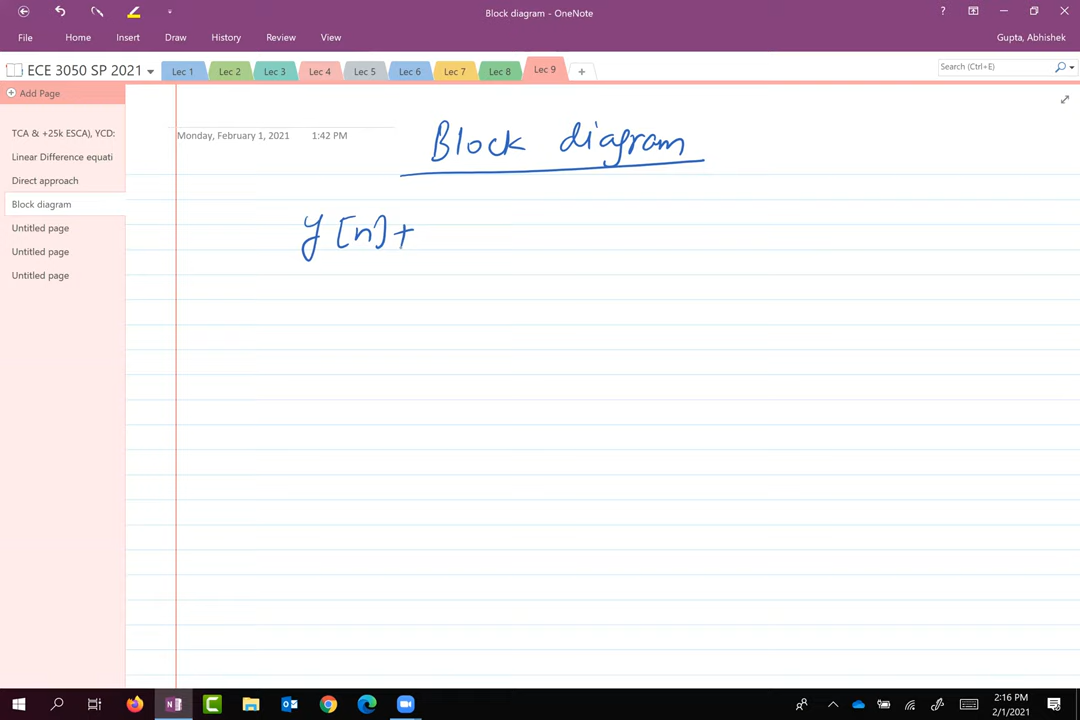 Block diagram - OneNote
?
File Home Insert Draw History Review View
Gupta, Abhishek
ECE 3050 SP 2021
Lec 1 Lec 2 Lec 3 Lec 4 Lec 5 Lec 6 Lec 7 Lec 8 Lec 9 +
Search (Ctrl+E)
Add Page
TCA & +25k ESCA), YCD:
Linear Difference equati
Direct approach
Block diagram
Untitled page
Untitled page
Untitled page
Monday, February 1, 2021 1:42 PM
Block diagram
y[n]+
2:16 PM
2/1/2021